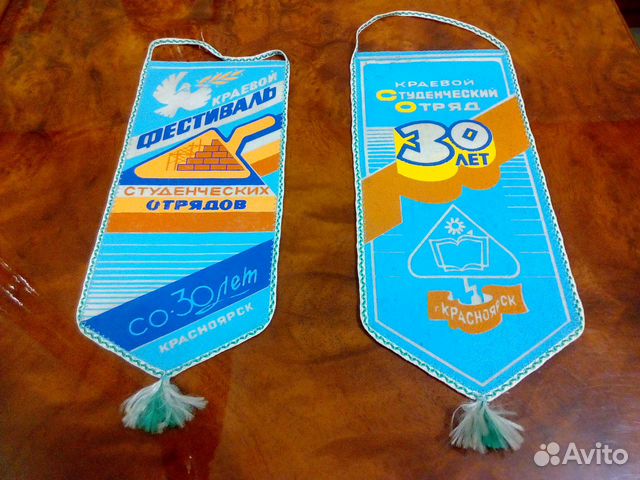 КРАЕВОЙ
ФЕСТИВАЛЬ
СТУДЕНЧЕСКИХ
ОТРЯДОВ
СО·30 лет
КРАСНОЯРСК
КРАЕВОЙ
СТУДЕНЧЕСКИЙ
ОТРЯД
30
ЛЕТ
г. КРАСНОЯРСК
Avito